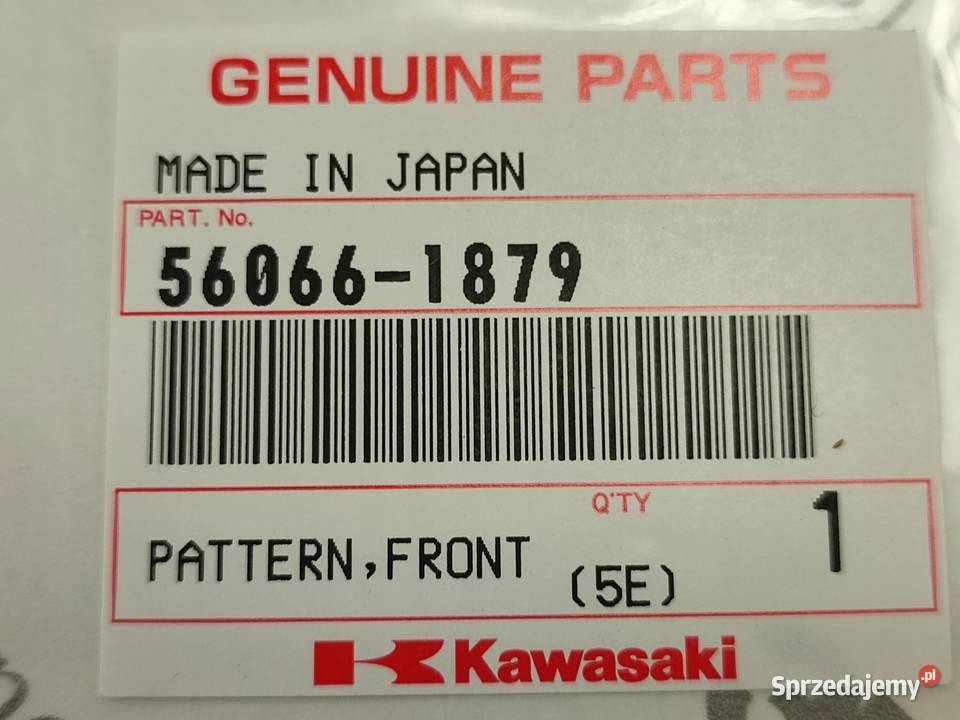 GENUINE PARTS
MADE IN JAPAN
PART. No.
56066-1879
Q'TY
1
PATTERN,FRONT
(5E)
Kawasaki
Sprzedajemy.pl